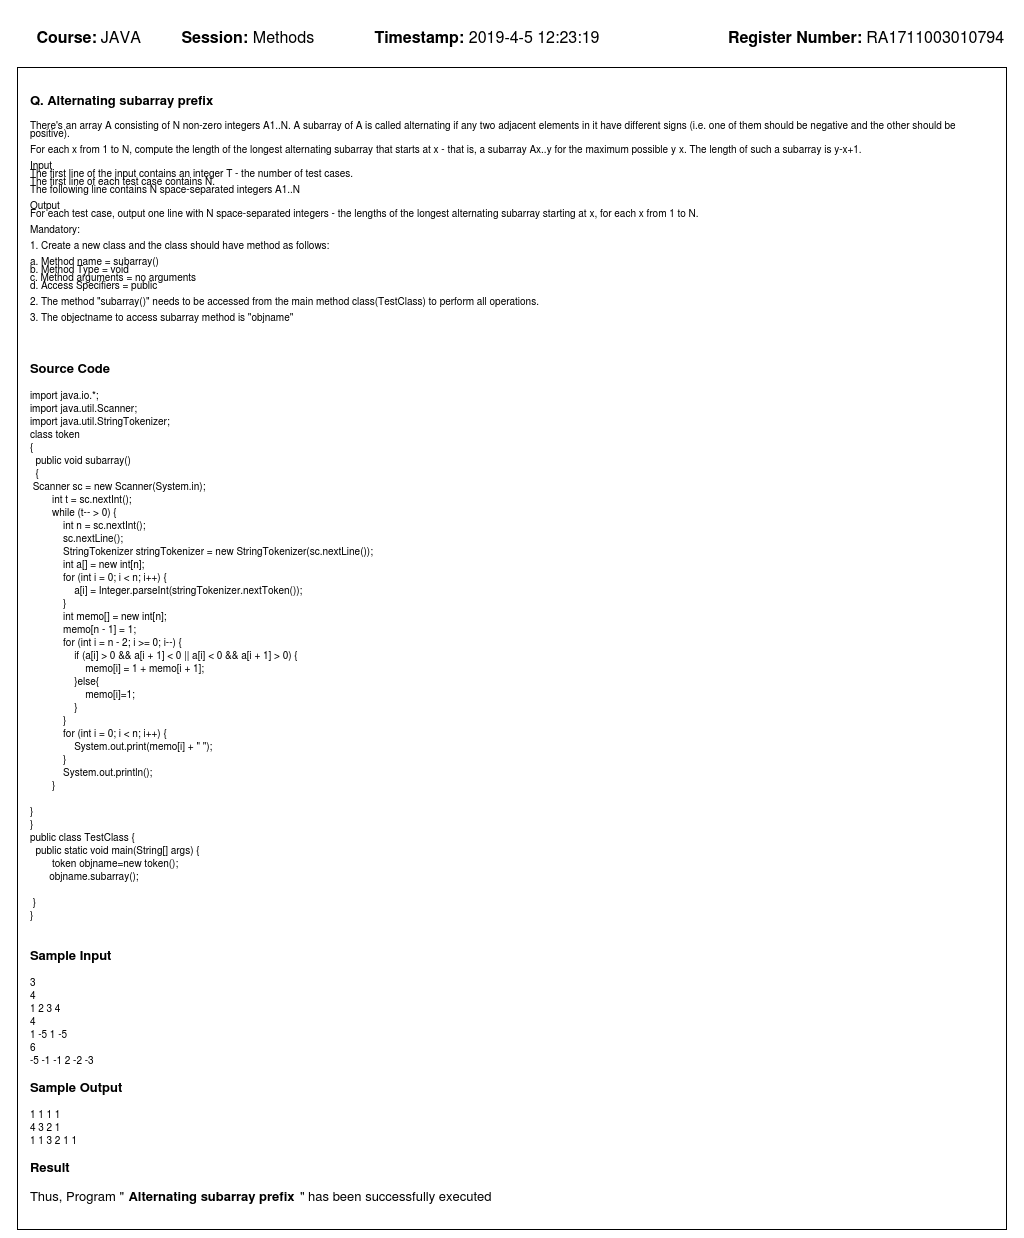 Course: JAVA Session: Methods Timestamp: 2019-4-5 12:23:19 Register Number: RA1711003010794
Q. Alternating subarray prefix
There's an array A consisting of N non-zero integers A1..N. A subarray of A is called alternating if any two adjacent elements in it have different signs (i.e. one of them should be negative and the other should be
positive).
For each x from 1 to N, compute the length of the longest alternating subarray that starts at x - that is, a subarray Ax..y for the maximum possible y x. The length of such a subarray is y-x+1.
Input
The first line of the input contains an integer T - the number of test cases.
The first line of each test case contains N.
The following line contains N space-separated integers A1..N
Output
For each test case, output one line with N space-separated integers - the lengths of the longest alternating subarray starting at x, for each x from 1 to N.
Mandatory:
1. Create a new class and the class should have method as follows:
a. Method name = subarray()
b. Method Type = void
c. Method arguments = no arguments
d. Access Specifiers = public
2. The method "subarray()" needs to be accessed from the main method class(TestClass) to perform all operations.
3. The objectname to access subarray method is "objname"
Source Code
import java.io.*;
import java.util.Scanner;
import java.util.StringTokenizer;
class token
{
public void subarray()
{
Scanner sc = new Scanner(System.in);
int t = sc.nextInt();
while (t-- > 0) {
int n = sc.nextInt();
sc.nextLine();
StringTokenizer stringTokenizer = new StringTokenizer(sc.nextLine());
int a[] = new int[n];
for (int i = 0; i < n; i++) {
a[i] = Integer.parseInt(stringTokenizer.nextToken());
}
int memo[] = new int[n];
memo[n - 1] = 1;
for (int i = n - 2; i >= 0; i--) {
if (a[i] > 0 && a[i + 1] < 0 || a[i] < 0 && a[i + 1] > 0) {
memo[i] = 1 + memo[i + 1];
}else{
memo[i]=1;
}
}
for (int i = 0; i < n; i++) {
System.out.print(memo[i] + " ");
}
System.out.println();
}
}
}
public class TestClass {
public static void main(String[] args) {
token objname=new token();
objname.subarray();
}
}
Sample Input
3
4
1 2 3 4
4
1 -5 1 -5
6
-5 -1 -1 2 -2 -3
Sample Output
1 1 1 1
4 3 2 1
1 1 3 2 1 1
Result
Thus, Program " Alternating subarray prefix " has been successfully executed